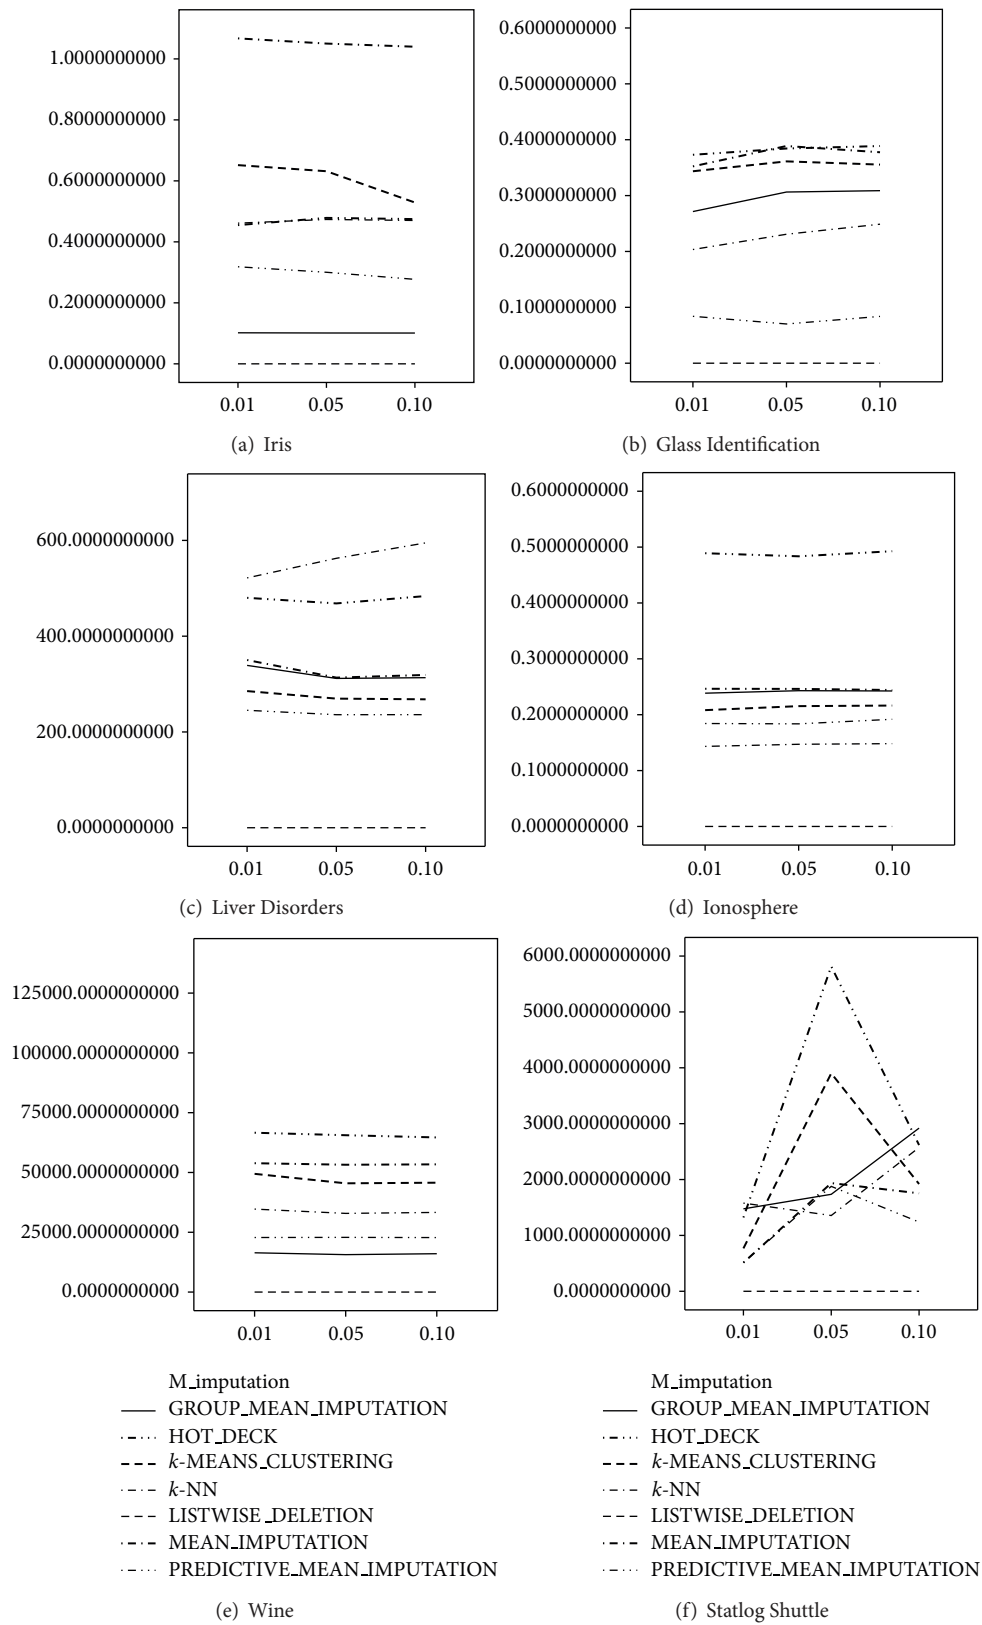 1.0000000000
0.8000000000
0.6000000000
0.4000000000
0.2000000000
0.0000000000
0.01 0.05 0.10
(a) Iris
0.6000000000
0.5000000000
0.4000000000
0.3000000000
0.2000000000
0.1000000000
0.0000000000
0.01 0.05 0.10
(b) Glass Identification
600.0000000000
400.0000000000
200.0000000000
0.0000000000
0.01 0.05 0.10
(c) Liver Disorders
0.6000000000
0.5000000000
0.4000000000
0.3000000000
0.2000000000
0.1000000000
0.0000000000
0.01 0.05 0.10
(d) Ionosphere
125000.0000000000
100000.0000000000
75000.0000000000
50000.0000000000
25000.0000000000
0.0000000000
0.01 0.05 0.10
M_imputation
GROUP_MEAN_IMPUTATION
HOT_DECK
k-MEANS_CLUSTERING
k-NN
LISTWISE_DELETION
MEAN_IMPUTATION
PREDICTIVE_MEAN_IMPUTATION
(e) Wine
6000.0000000000
5000.0000000000
4000.0000000000
3000.0000000000
2000.0000000000
1000.0000000000
0.0000000000
0.01 0.05 0.10
M_imputation
GROUP_MEAN_IMPUTATION
HOT_DECK
k-MEANS_CLUSTERING
k-NN
LISTWISE_DELETION
MEAN_IMPUTATION
PREDICTIVE_MEAN_IMPUTATION
(f) Statlog Shuttle